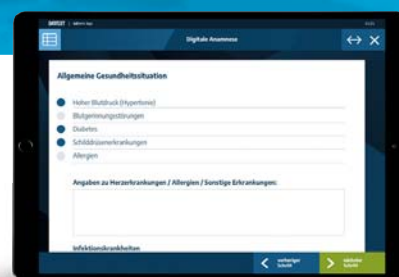 Digitale Anamnese
Allgemeine Gesundheitssituation
Hoher Blutdruck (Hypertonie)
Blutgerinnungsstörungen
Diabetes
Schilddrüsenerkrankungen
Allergien
Angaben zu Herzerkrankungen / Allergien / Sonstige Erkrankungen:
Infektionskrankheiten
vorheriger
Schritt
nächster
Schritt